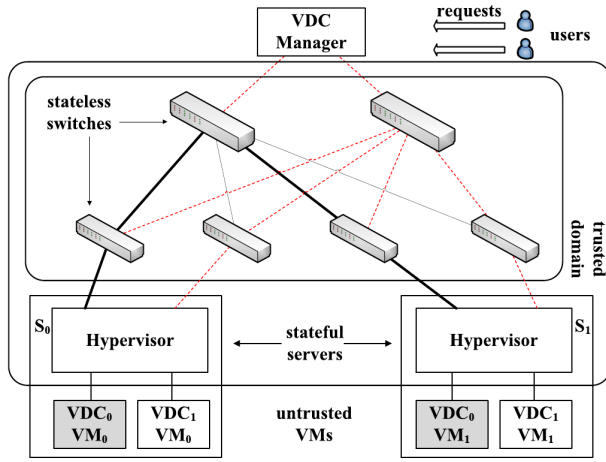 requests
VDC
Manager
users
stateless
switches
trusted
domain
S₀
Hypervisor
stateful
servers
Hypervisor
S₁
VDC₀
VM₀
VDC₁
VM₀
untrusted
VMs
VDC₀
VM₁
VDC₁
VM₁